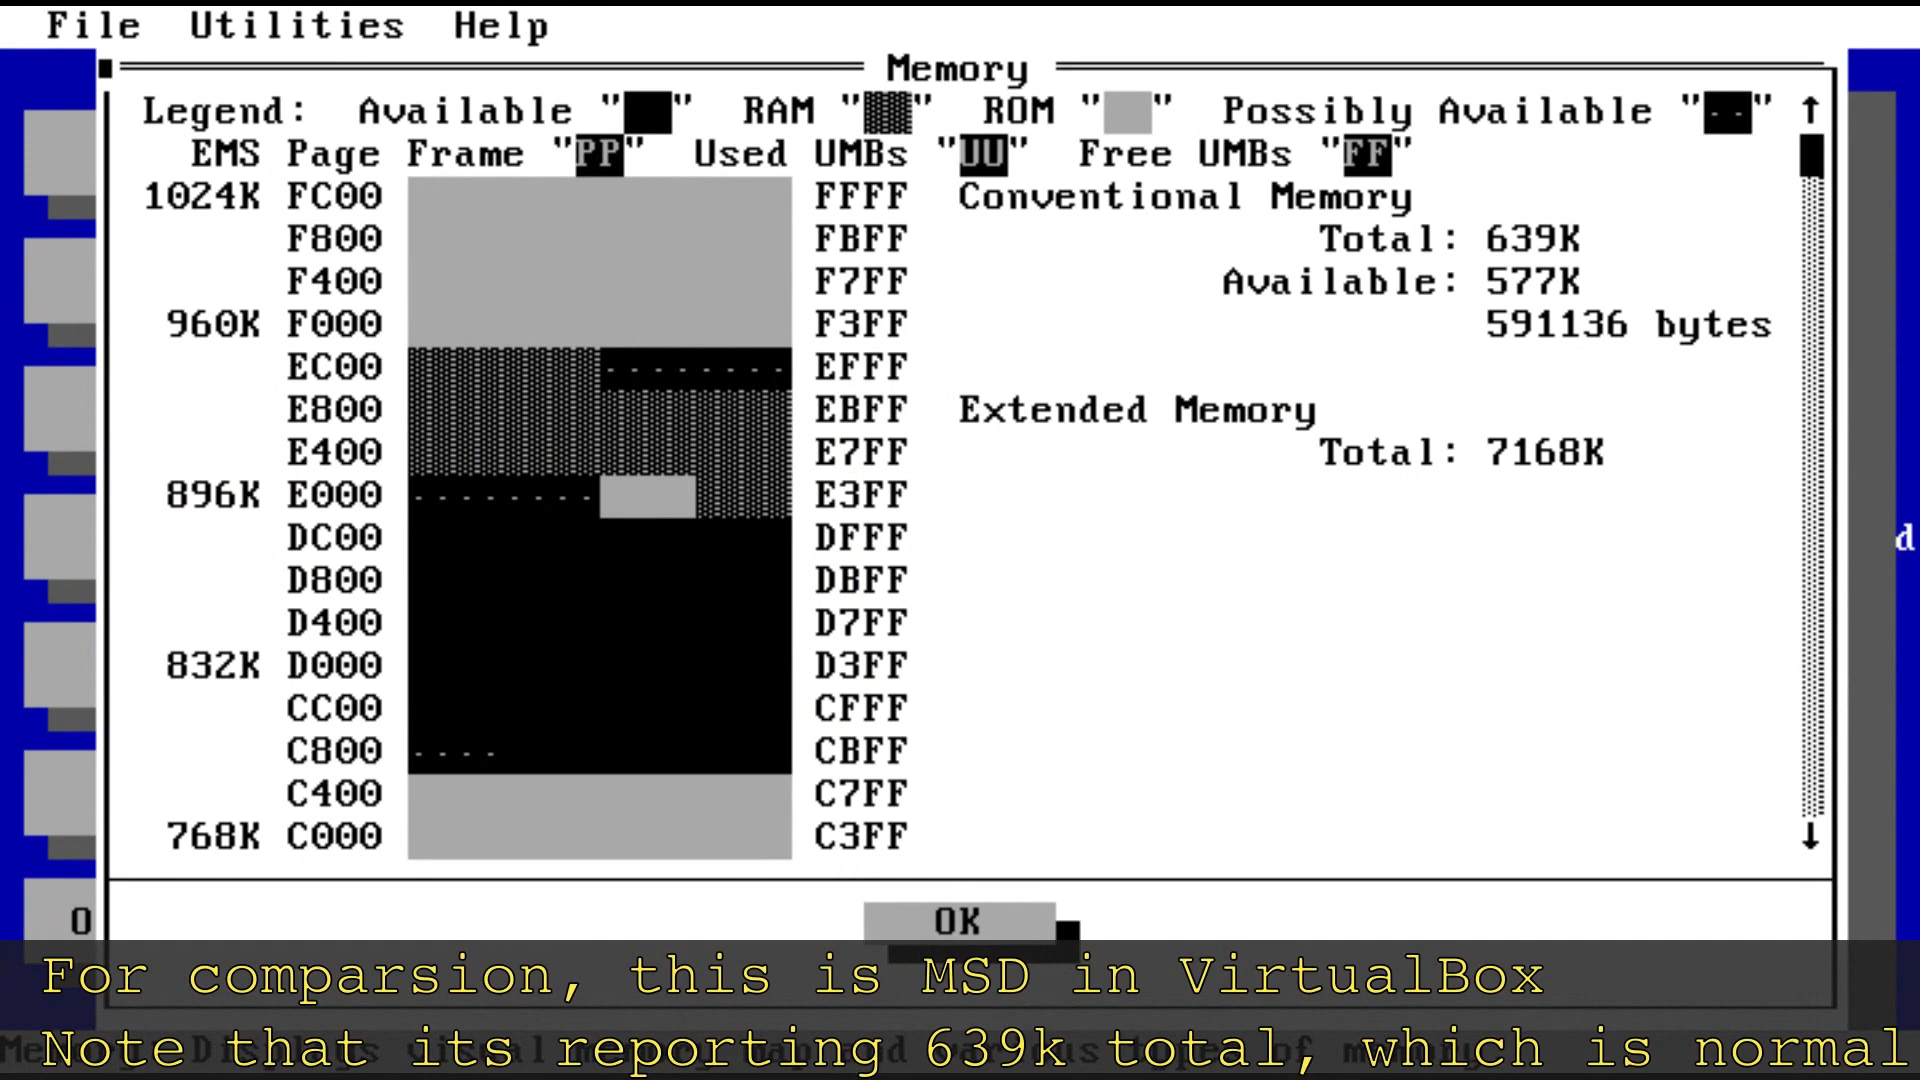 File Utilities Help
Memory
Legend: Available "  " RAM "  " ROM "  " Possibly Available "--" ↑
EMS Page Frame "PP" Used UMBs "UU" Free UMBs "FF"
1024K FC00 FFFF Conventional Memory
F800 FBFF Total: 639K
F400 F7FF Available: 577K
960K F000 F3FF 591136 bytes
EC00 -------- EFFF
E800 EBFF Extended Memory
E400 E7FF Total: 7168K
896K E000 -------- E3FF
DC00 DFFF d
D800 DBFF
D400 D7FF
832K D000 D3FF
CC00 CFFF
C800 ---- CBFF
C400 C7FF
768K C000 C3FF ↓
O OK
For comparsion, this is MSD in VirtualBox
Note that its reporting 639k total, which is normal